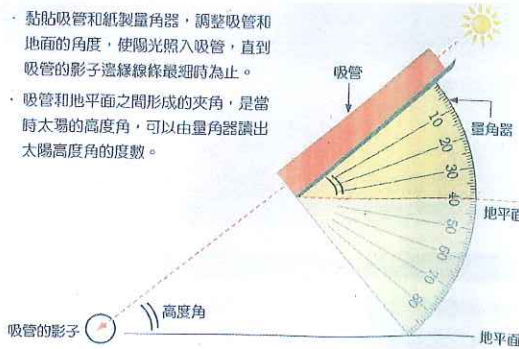 · 黏貼吸管和紙製量角器，調整吸管和
地面的角度，使陽光照入吸管，直到
吸管的影子邊緣線條最細時為止。
· 吸管和地平面之間形成的夾角，是當
時太陽的高度角，可以由量角器讀出
太陽高度角的度數。
吸管
量角器
10
20
30
40
50
60
70
80
地平面
高度角
吸管的影子
地平面